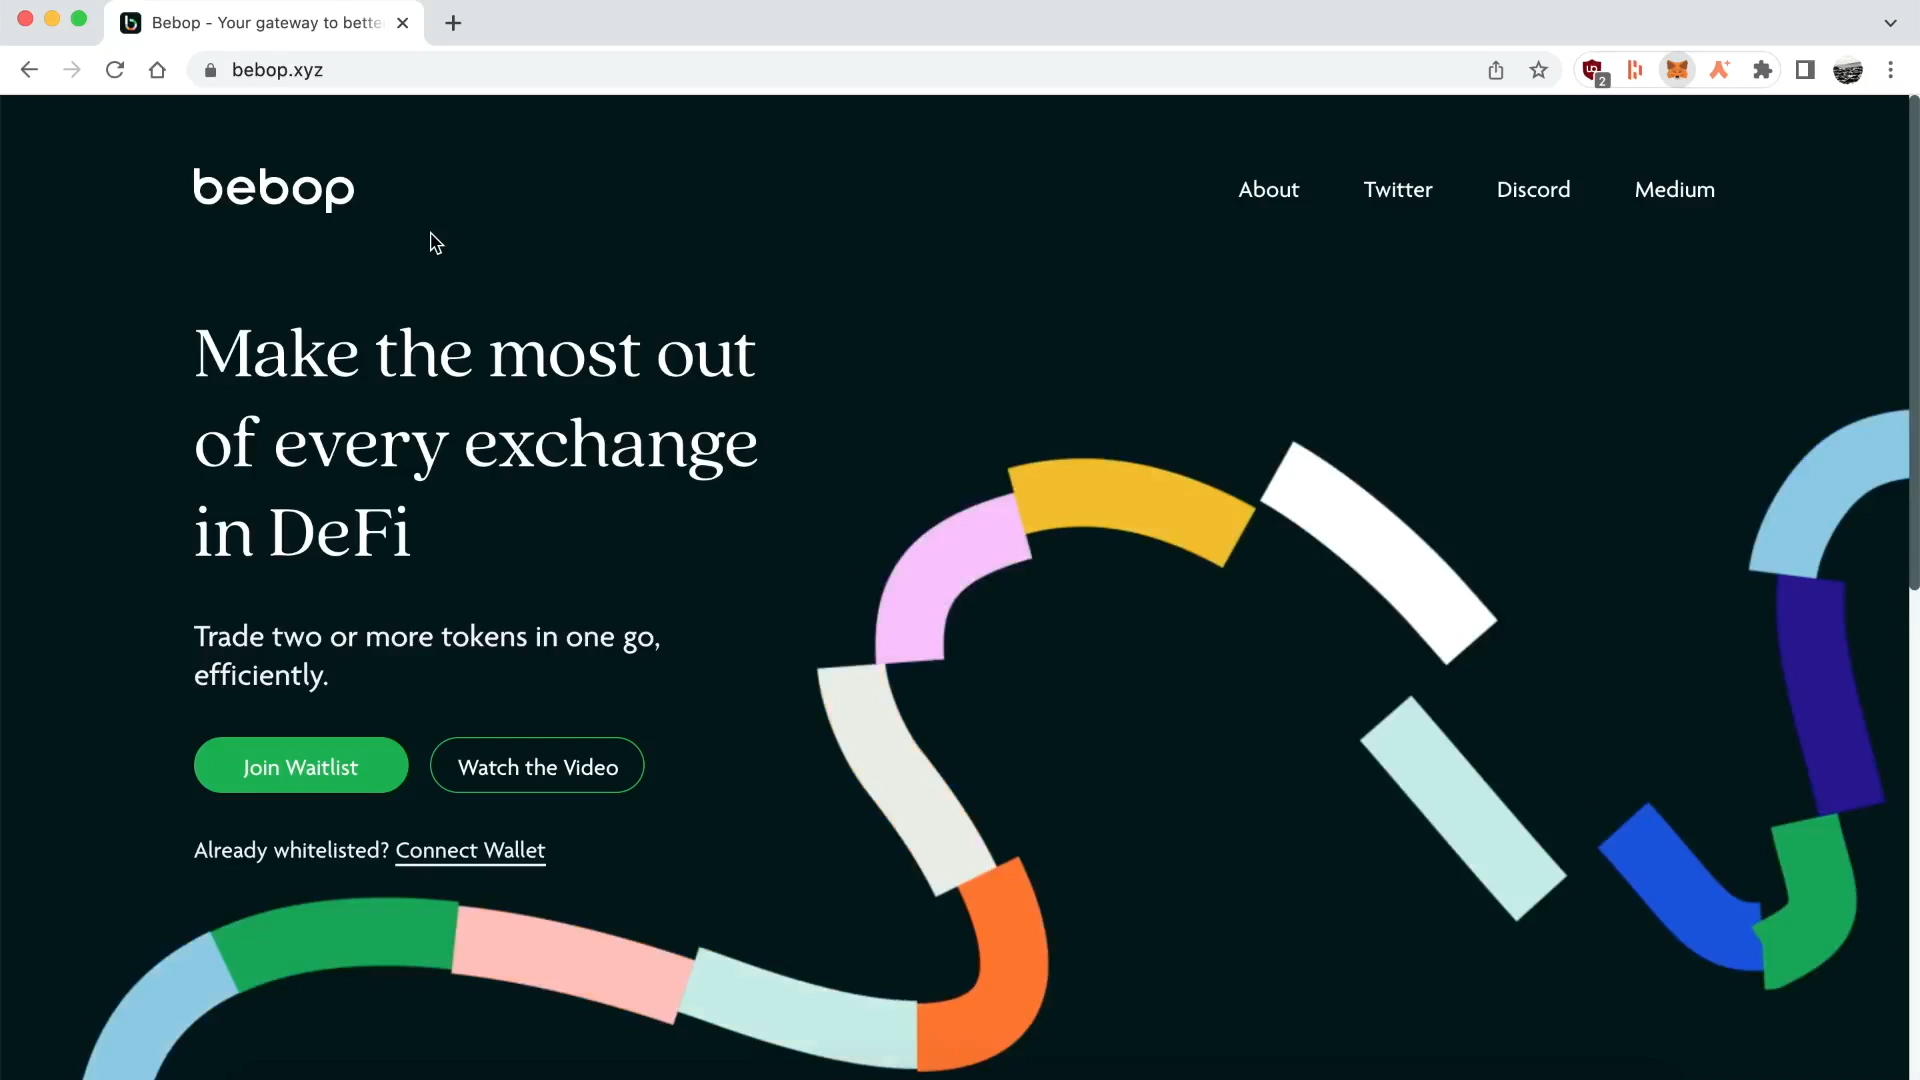 Bebop - Your gateway to bette
bebop.xyz
2
bebop
About
Twitter
Discord
Medium
Make the most out
of every exchange
in DeFi
Trade two or more tokens in one go,
efficiently.
Join Waitlist
Watch the Video
Already whitelisted? Connect Wallet